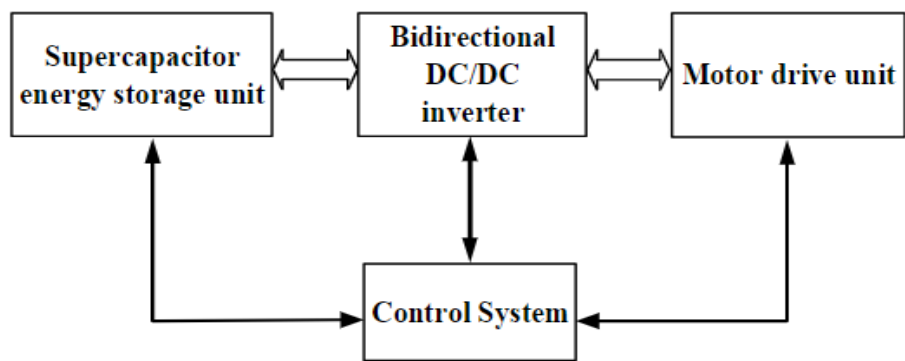 Supercapacitor
energy storage unit
Bidirectional
DC/DC
inverter
Motor drive unit
Control System